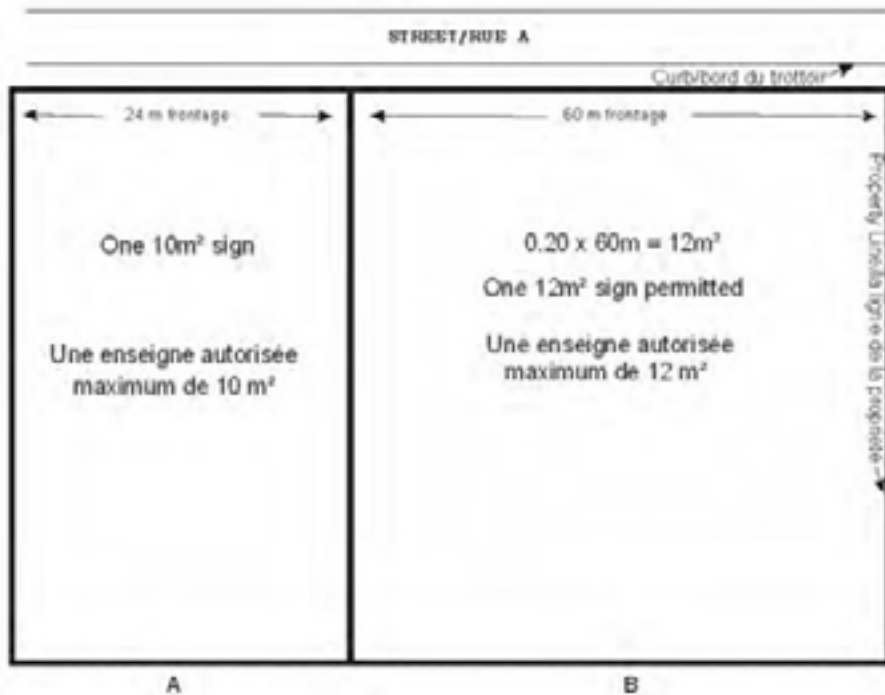 STREET/RUE A
Curb/bord du trottoir
24 m frontage
60 m frontage
One 10m² sign
Une enseigne autorisée
maximum de 10 m²
0.20 x 60m = 12m²
One 12m² sign permitted
Une enseigne autorisée
maximum de 12 m²
Property Line/la ligne de la propriété
A
B